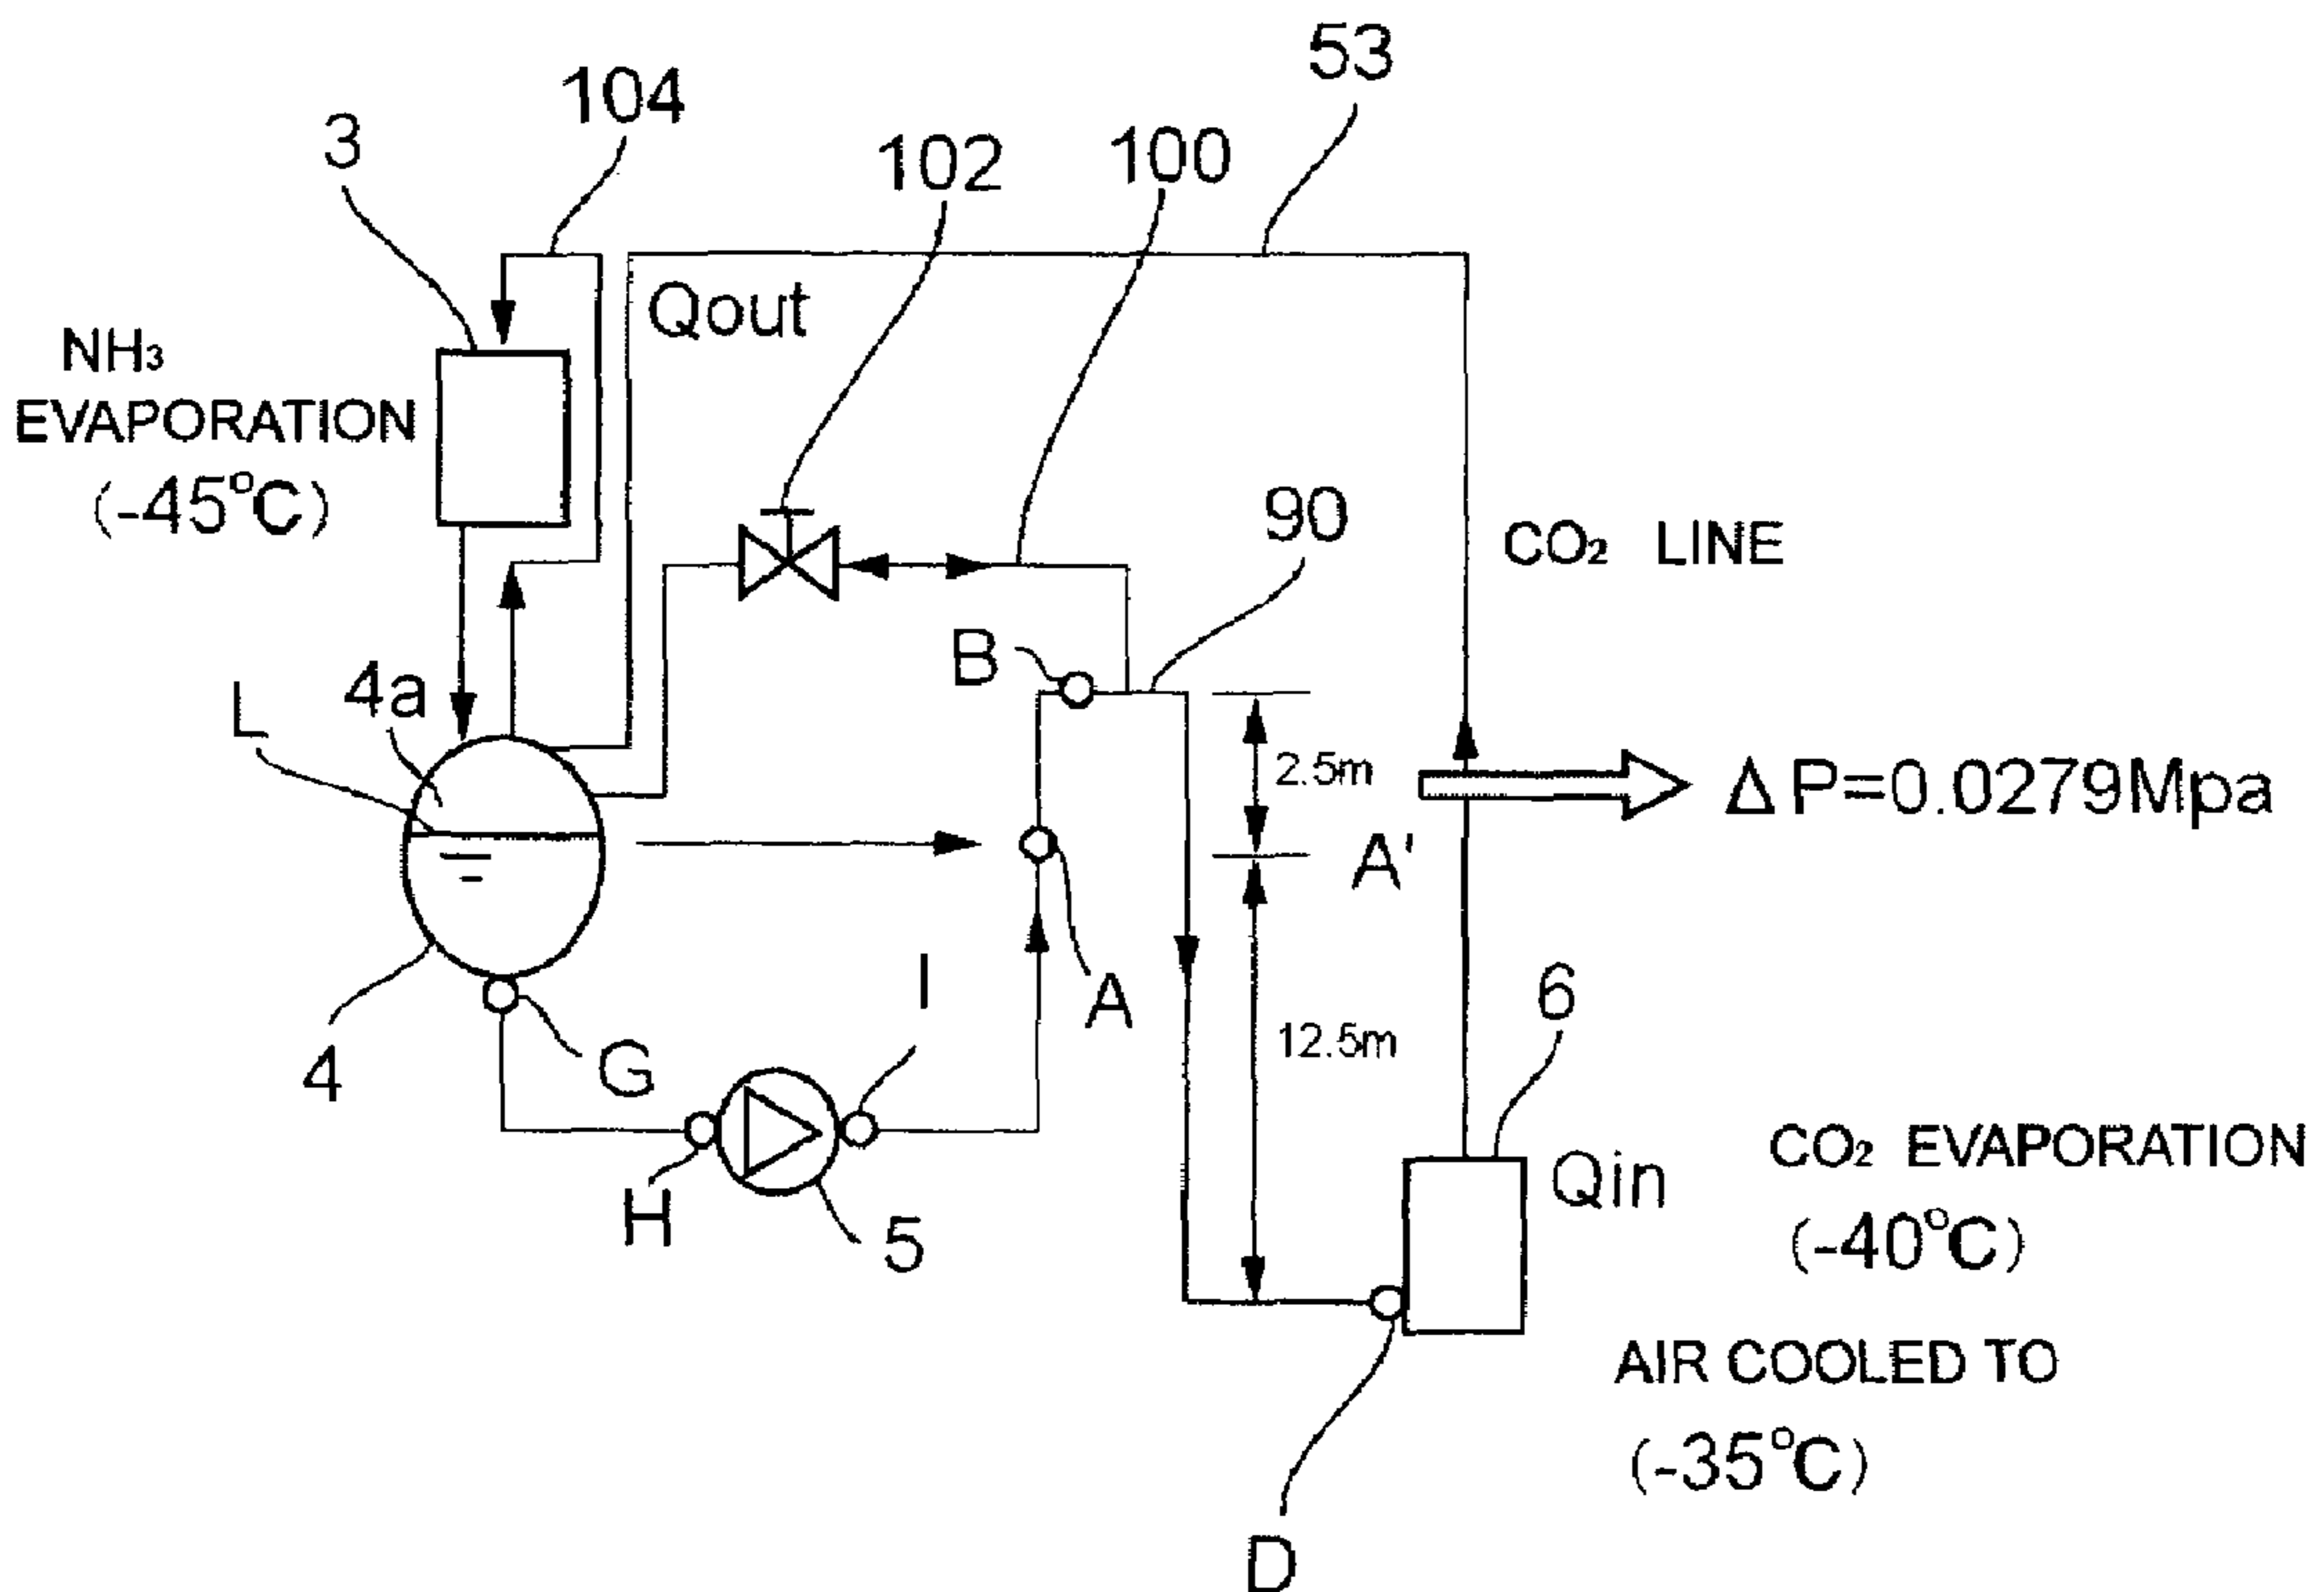 53
104
3
102
100
Qout
NH₃
EVAPORATION
(-45°C)
90
CO₂ LINE
B
4a
L
2.5m
ΔP=0.0279Mpa
A'
I
A
6
12.5m
4
G
CO₂ EVAPORATION
Qin
(-40°C)
H
5
AIR COOLED TO
(-35°C)
D